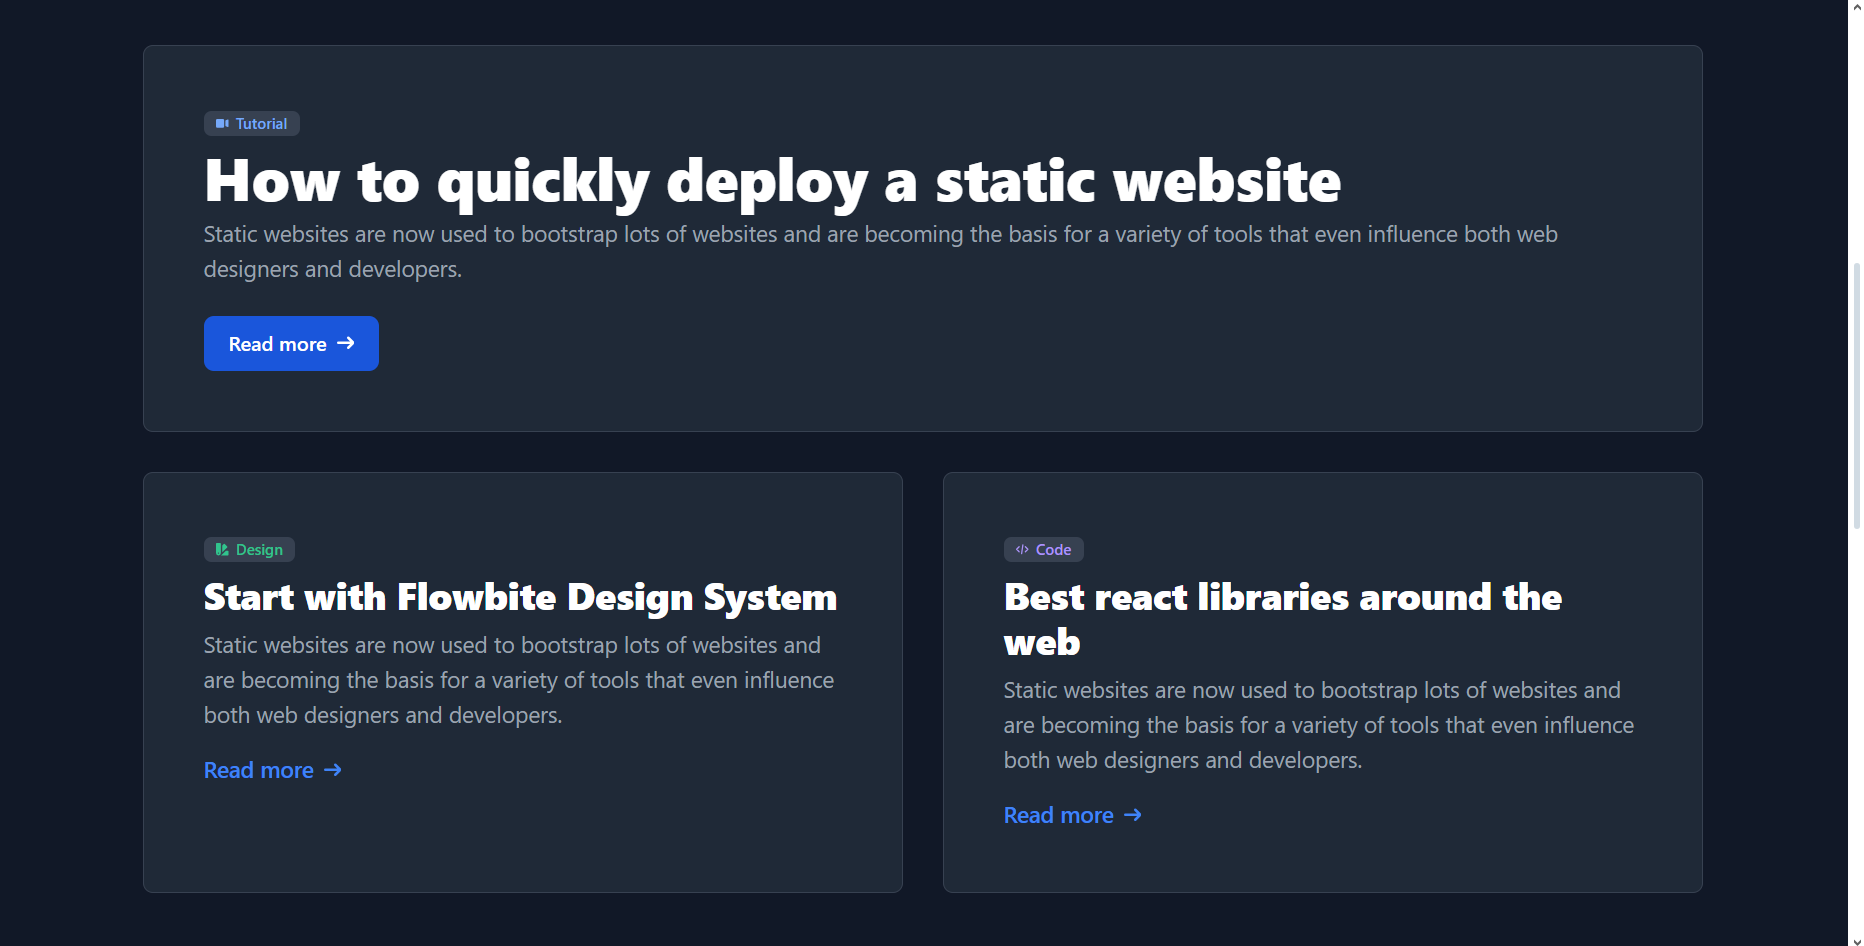 Tutorial
How to quickly deploy a static website
Static websites are now used to bootstrap lots of websites and are becoming the basis for a variety of tools that even influence both web
designers and developers.
Read more
Design
Start with Flowbite Design System
Static websites are now used to bootstrap lots of websites and
are becoming the basis for a variety of tools that even influence
both web designers and developers.
Read more
Code
Best react libraries around the
web
Static websites are now used to bootstrap lots of websites and
are becoming the basis for a variety of tools that even influence
both web designers and developers.
Read more